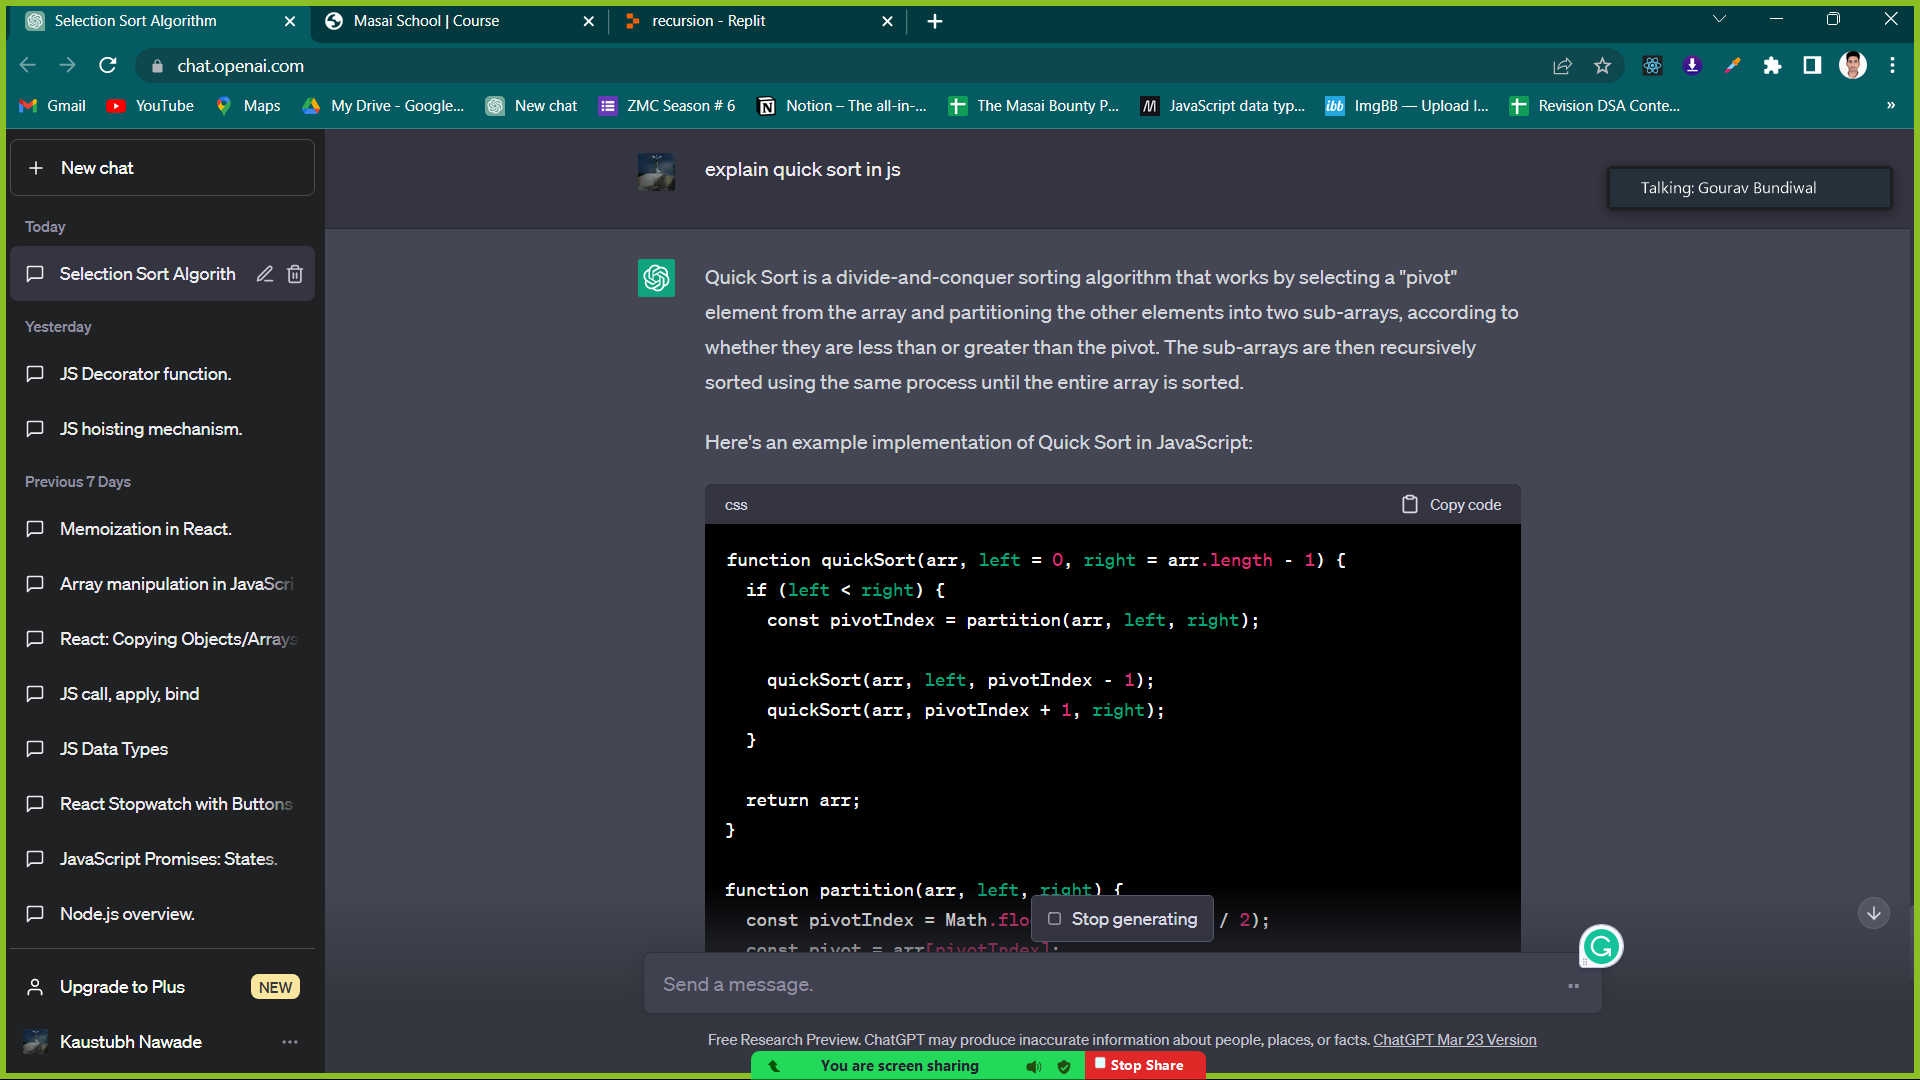 Selection Sort Algorithm
Masai School | Course
recursion - Replit
chat.openai.com
Gmail
YouTube
Maps
My Drive - Google...
New chat
ZMC Season # 6
Notion – The all-in-...
The Masai Bounty P...
JavaScript data typ...
ibb
ImgBB — Upload I...
Revision DSA Conte...
»
New chat
Today
Selection Sort Algorith
Yesterday
JS Decorator function.
JS hoisting mechanism.
Previous 7 Days
Memoization in React.
Array manipulation in JavaScri
React: Copying Objects/Arrays
JS call, apply, bind
JS Data Types
React Stopwatch with Buttons
JavaScript Promises: States.
Node.js overview.
Upgrade to Plus
NEW
Kaustubh Nawade
explain quick sort in js
Talking: Gourav Bundiwal
Quick Sort is a divide-and-conquer sorting algorithm that works by selecting a "pivot"
element from the array and partitioning the other elements into two sub-arrays, according to
whether they are less than or greater than the pivot. The sub-arrays are then recursively
sorted using the same process until the entire array is sorted.
Here's an example implementation of Quick Sort in JavaScript:
css
Copy code
function quickSort(arr, left = 0, right = arr.length - 1) {
if (left < right) {
const pivotIndex = partition(arr, left, right);
quickSort(arr, left, pivotIndex - 1);
quickSort(arr, pivotIndex + 1, right);
}
return arr;
}
function partition(arr, left, right) {
const pivotIndex = Math.flo / 2);
const pivot = arr[pivotIndex];
Stop generating
Send a message.
Free Research Preview. ChatGPT may produce inaccurate information about people, places, or facts. ChatGPT Mar 23 Version
You are screen sharing
Stop Share